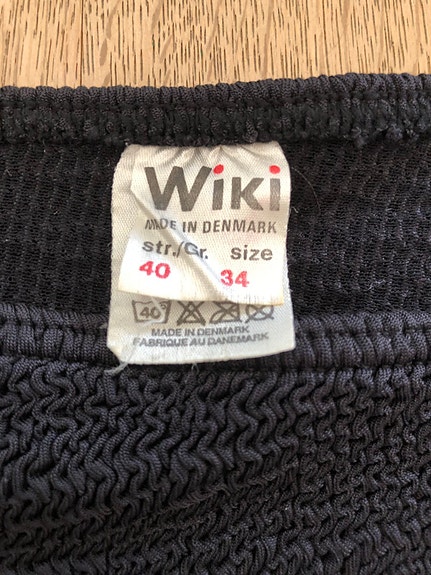 Wiki
MADE IN DENMARK
str./Gr. size
40 34
40
MADE IN DENMARK
FABRIQUE AU DANEMARK